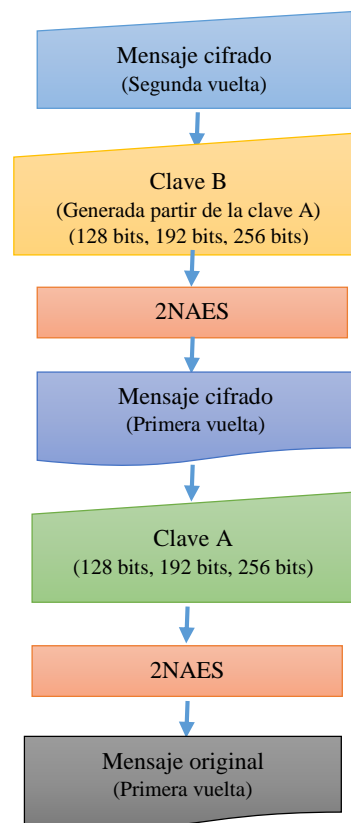 Mensaje cifrado
(Segunda vuelta)
Clave B
(Generada partir de la clave A)
(128 bits, 192 bits, 256 bits)
2NAES
Mensaje cifrado
(Primera vuelta)
Clave A
(128 bits, 192 bits, 256 bits)
2NAES
Mensaje original
(Primera vuelta)